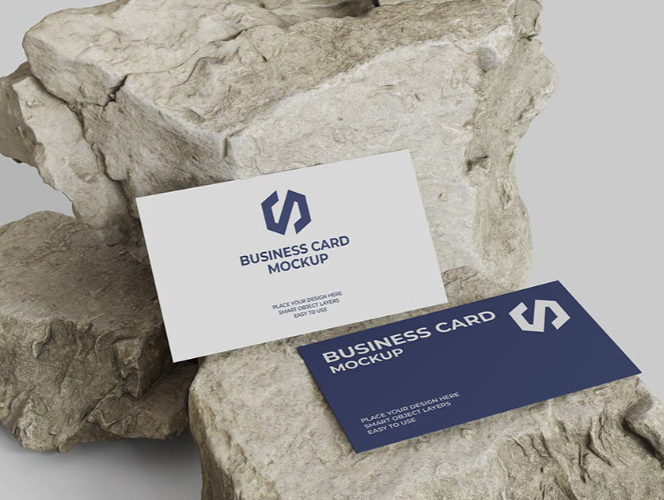 BUSINESS CARD
MOCKUP
PLACE YOUR DESIGN HERE
SMART OBJECT LAYERS
EASY TO USE
BUSINESS CARD
MOCKUP
PLACE YOUR DESIGN HERE
SMART OBJECT LAYERS
EASY TO USE